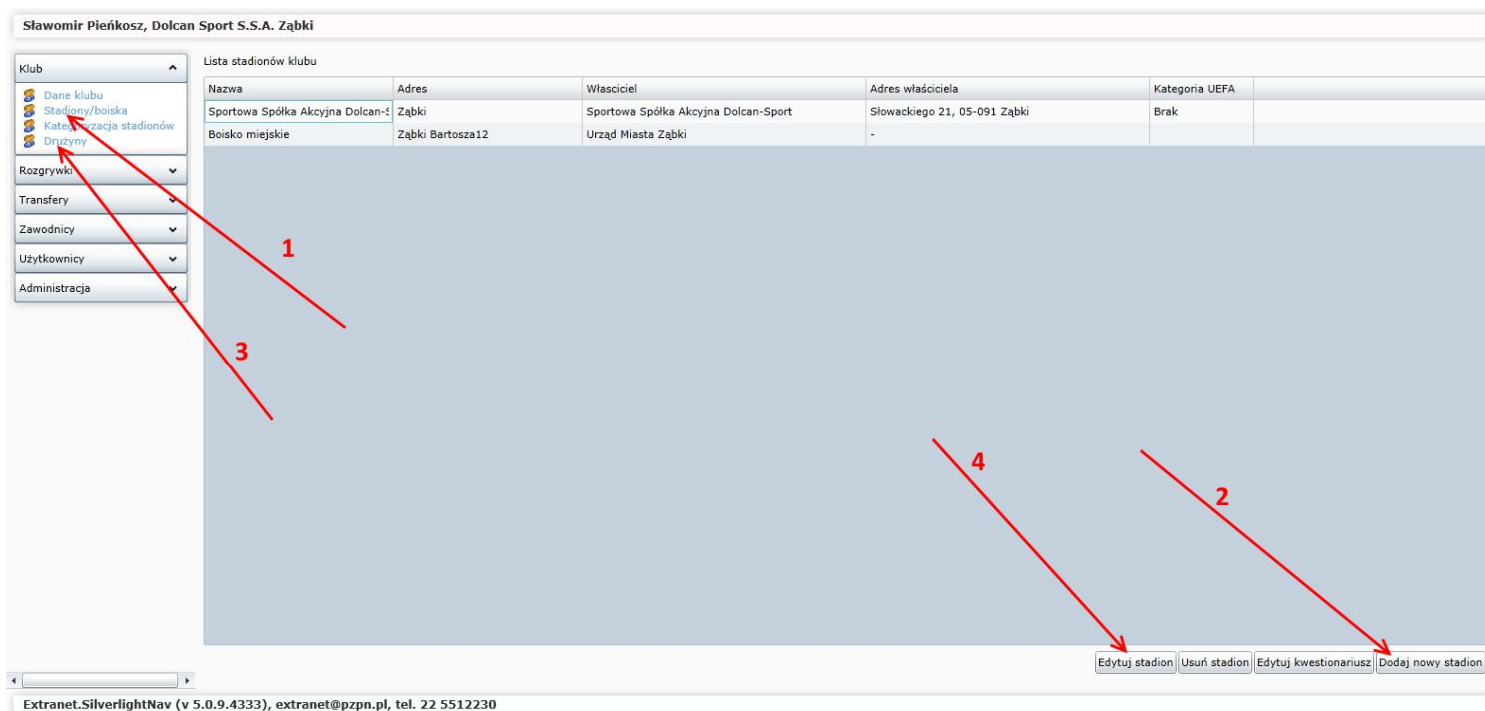 Sławomir Pieńkosz, Dolcan Sport S.S.A. Ząbki
Klub
Dane klubu
Stadiony/boiska
Kategoryzacja stadionów
Drużyny
Rozgrywki
Transfery
Zawodnicy
Użytkownicy
Administracja
Lista stadionów klubu
Nazwa Adres Własciciel Adres właściciela Kategoria UEFA
Sportowa Spółka Akcyjna Dolcan-S Ząbki Sportowa Spółka Akcyjna Dolcan-Sport Słowackiego 21, 05-091 Ząbki Brak
Boisko miejskie Ząbki Bartosza12 Urząd Miasta Ząbki -
1
3
4
2
Edytuj stadion Usuń stadion Edytuj kwestionariusz Dodaj nowy stadion
Extranet.SilverlightNav (v 5.0.9.4333), extranet@pzpn.pl, tel. 22 5512230